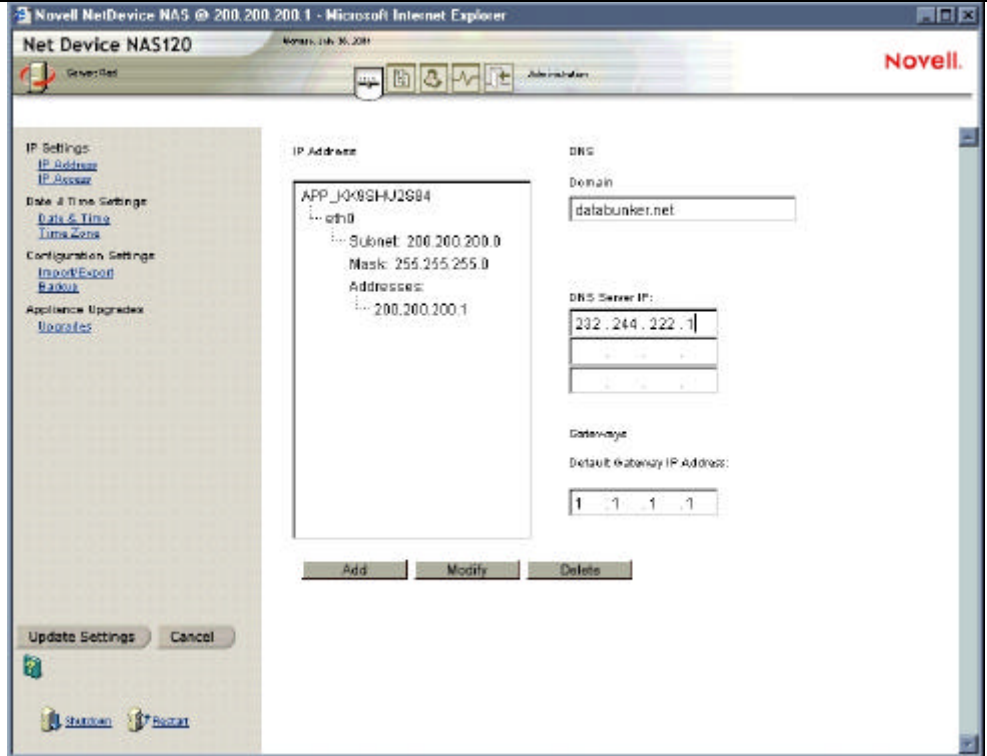 Novell NetDevice NAS @ 200.200.200.1 - Microsoft Internet Explorer
Net Device NAS120
Novell.
Administration
IP Settings
IP Address
IP Access
Date & Time Settings
Date & Time
Time Zone
Configuration Settings
Import/Export
Backup
Appliance Upgrades
Upgrades
IP Address
eth0
Subnet: 200.200.200.0
Mask: 255.255.255.0
Addresses:
200.200.200.1
Add
Modify
Delete
DNS
Domain
databunker.net
DNS Server IP:
232 . 244 . 222 . 1
Gateways
Default Gateway IP Address:
1 . 1 . 1 . 1
Update Settings
Cancel
Shutdown
Restart